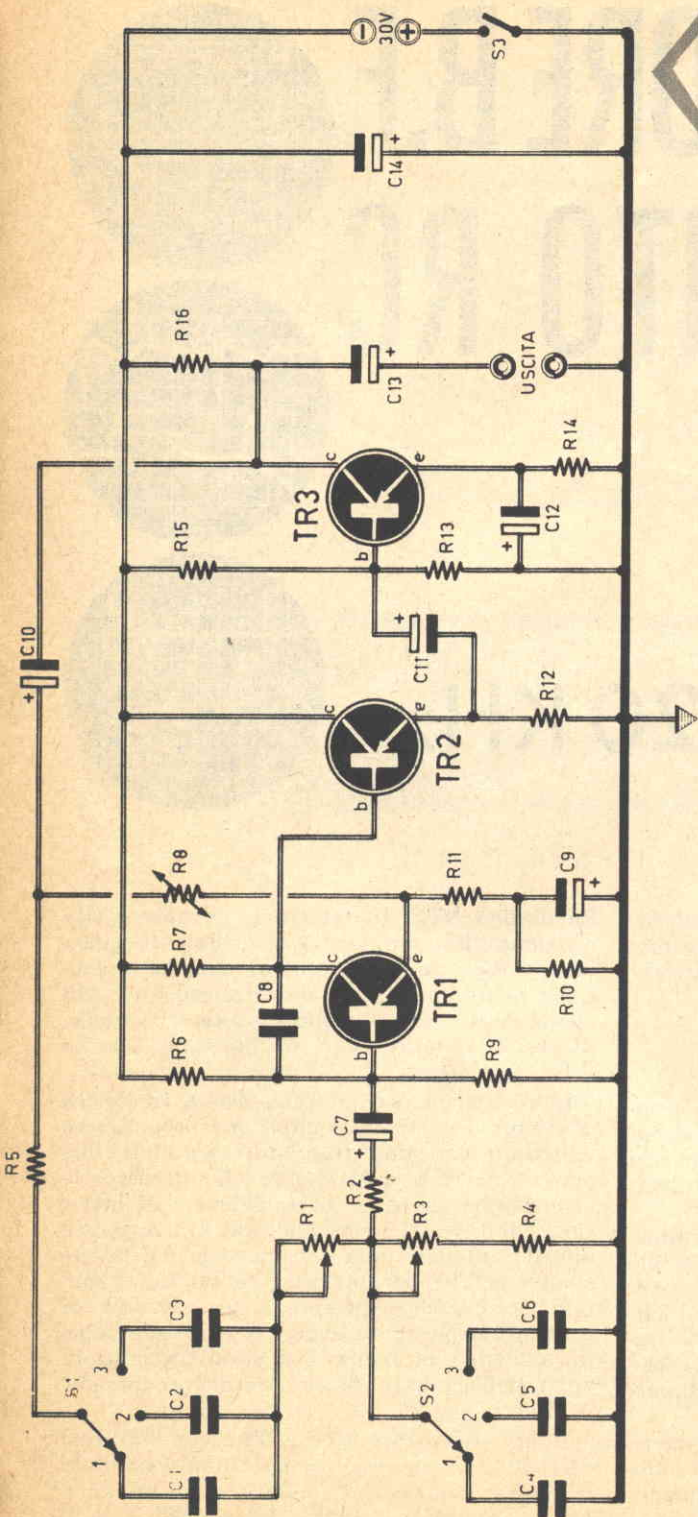 R5
C10
+
S1
1
2
3
C1
C2
C3
R6
R7
R8
R15
R16
C8
b
c
e
TR1
b
c
e
TR2
b
c
e
TR3
C11
+
C13
+
C14
+
30V
R1
R2
C7
+
R3
R4
S2
1
2
3
C4
C5
C6
R9
R10
R11
C9
+
R12
R13
C12
+
R14
USCITA
S3